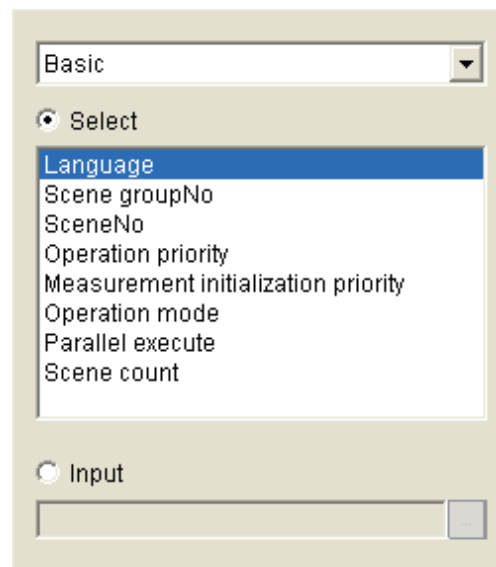 Basic
Select
Language
Scene groupNo
SceneNo
Operation priority
Measurement initialization priority
Operation mode
Parallel execute
Scene count
Input
...